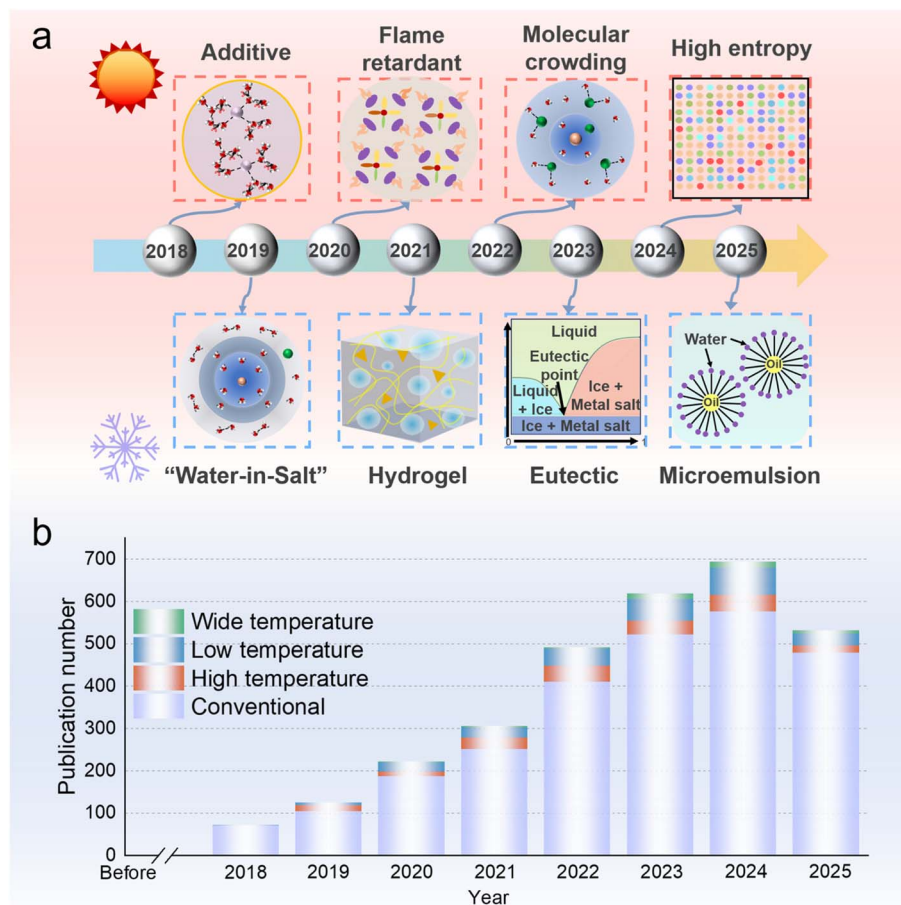 a
Additive
Flame
retardant
Molecular
crowding
High entropy
2018
2019
2020
2021
2022
2023
2024
2025
Liquid
Eutectic
point
Liquid
+ Ice
Ice +
Metal salt
Ice + Metal salt
0
1
Water
Oil
Oil
“Water-in-Salt”
Hydrogel
Eutectic
Microemulsion
b
Publication number
700
600
500
400
300
200
100
0
Wide temperature
Low temperature
High temperature
Conventional
Before
2018
2019
2020
2021
2022
2023
2024
2025
Year